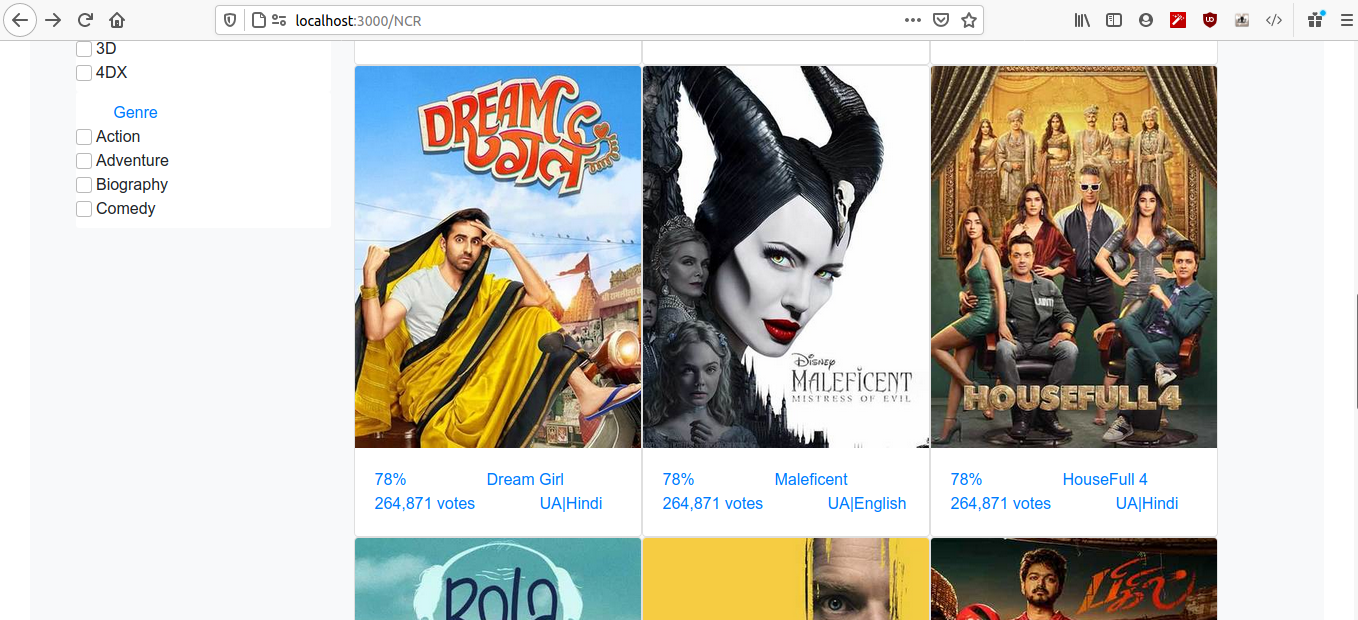 localhost:3000/NCR
3D
4DX
Genre
Action
Adventure
Biography
Comedy
DREAM
गर्ल
DISNEY
MALEFICENT
MISTRESS OF EVIL
HOUSEFULL 4
78%
Dream Girl
264,871 votes
UA|Hindi
78%
Maleficent
264,871 votes
UA|English
78%
HouseFull 4
264,871 votes
UA|Hindi
பிகில்